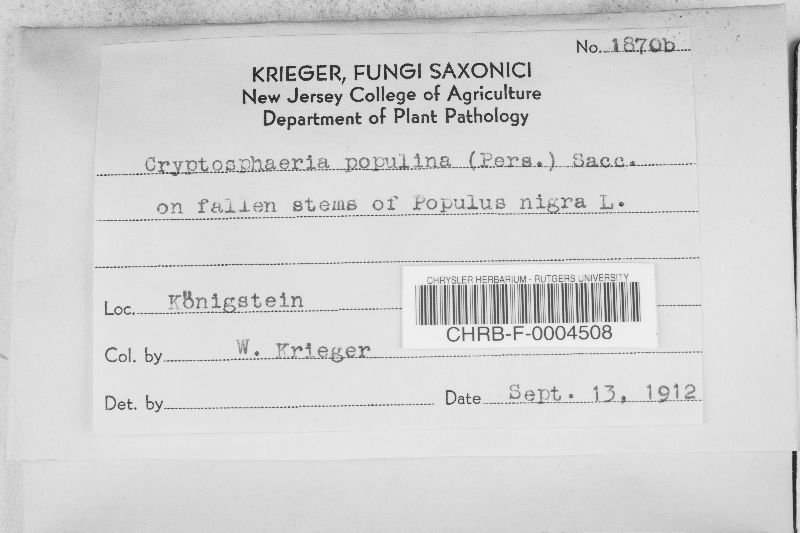 No. 1870b
KRIEGER, FUNGI SAXONICI
New Jersey College of Agriculture
Department of Plant Pathology
Cryptosphaeria populina (Pers.) Sacc.
on fallen stems of Populus nigra L.
Loc. Königstein
CHRYSLER HERBARIUM - RUTGERS UNIVERSITY
CHRB-F-0004508
Col. by W. Krieger
Det. by
Date Sept. 13, 1912